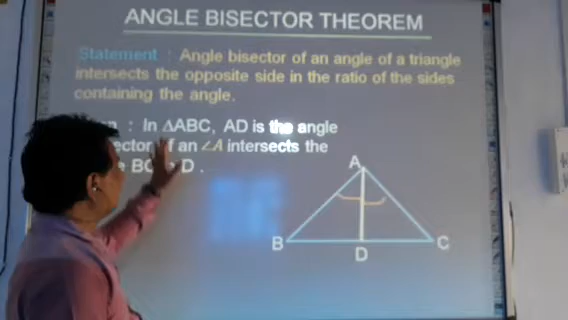 ANGLE BISECTOR THEOREM
Statement : Angle bisector of an angle of a triangle
intersects the opposite side in the ratio of the sides
containing the angle.
: In ΔABC, AD is the angle
of an ∠A intersects the
BC D .
A
B
C
D